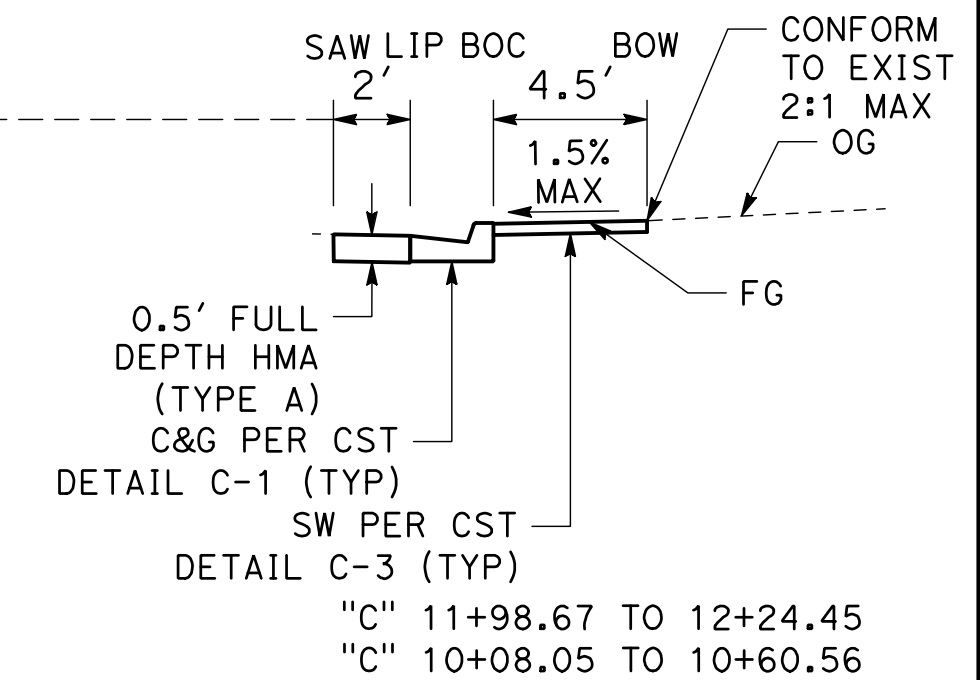 SAW LIP BOC BOW
2' 4.5'
1.5%
MAX
CONFORM
TO EXIST
2:1 MAX
OG
FG
0.5' FULL
DEPTH HMA
(TYPE A)
C&G PER CST
DETAIL C-1 (TYP)
SW PER CST
DETAIL C-3 (TYP)
"C" 11+98.67 TO 12+24.45
"C" 10+08.05 TO 10+60.56